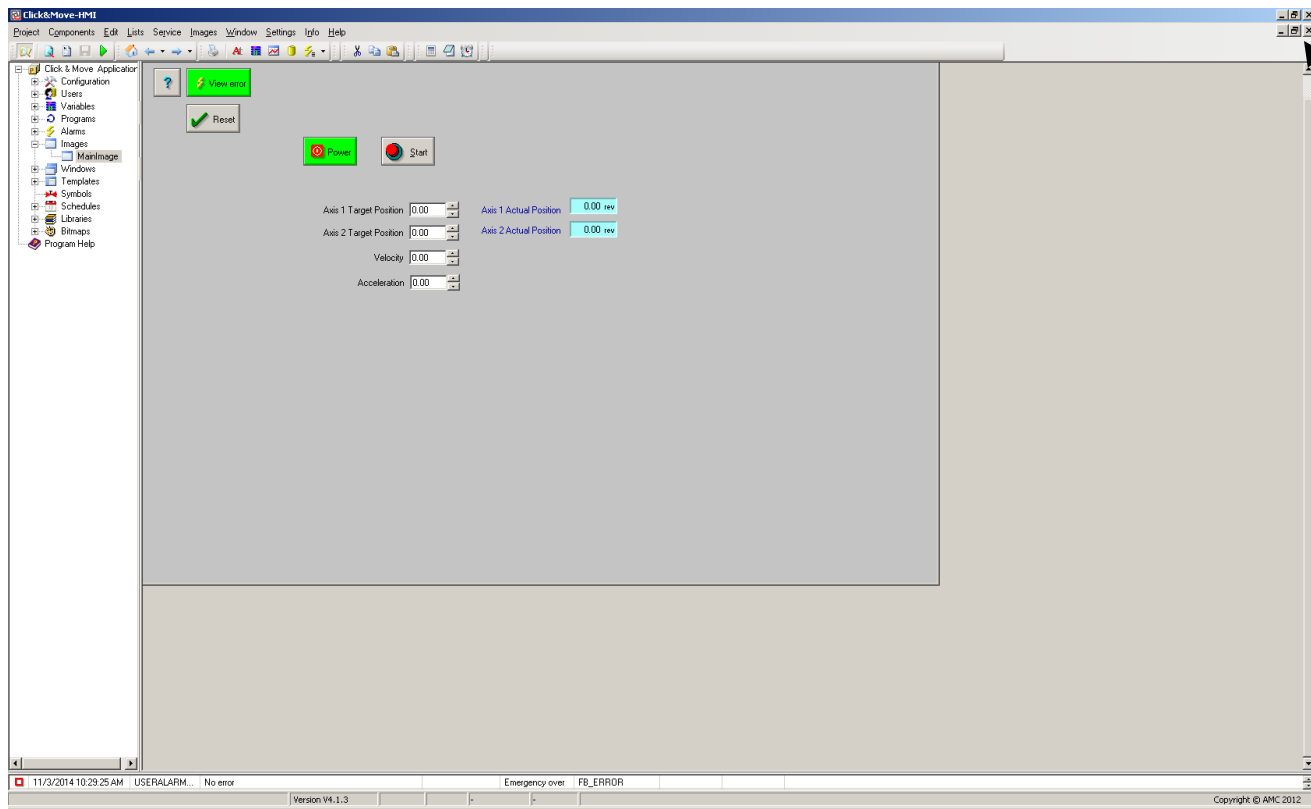 Click&Move-HMI
Project Components Edit Lists Service Images Window Settings Info Help
Click & Move Application
Configuration
Users
Variables
Programs
Alarms
Images
MainImage
Windows
Templates
Symbols
Schedules
Libraries
Bitmaps
Program Help
? View error
Reset
Power Start
Axis 1 Target Position 0.00 Axis 1 Actual Position 0.00 rev
Axis 2 Target Position 0.00 Axis 2 Actual Position 0.00 rev
Velocity 0.00
Acceleration 0.00
11/3/2014 10:29:25 AM USERALARM... No error Emergency over FB_ERROR
Version V4.1.3 - - Copyright © AMC 2012